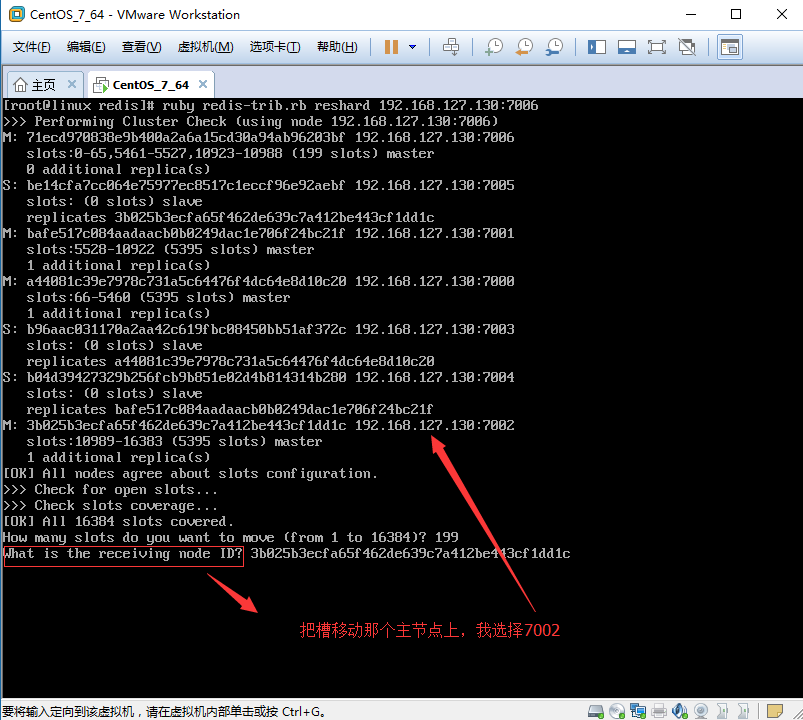 CentOS_7_64 - VMware Workstation
文件(F) 编辑(E) 查看(V) 虚拟机(M) 选项卡(T) 帮助(H)
主页 CentOS_7_64
[root@linux redis]# ruby redis-trib.rb reshard 192.168.127.130:7006
>>> Performing Cluster Check (using node 192.168.127.130:7006)
M: 71ecd970838e9b400a2a6a15cd30a94ab96203bf 192.168.127.130:7006
slots:0-65,5461-5527,10923-10988 (199 slots) master
0 additional replica(s)
S: be14cfa7cc064e75977ec8517c1eccf96e92aebf 192.168.127.130:7005
slots: (0 slots) slave
replicates 3b025b3ecfa65f462de639c7a412be443cf1dd1c
M: bafe517c084aadaacb0b0249dac1e706f24bc21f 192.168.127.130:7001
slots:5528-10922 (5395 slots) master
1 additional replica(s)
M: a44081c39e7978c731a5c64476f4dc64e8d10c20 192.168.127.130:7000
slots:66-5460 (5395 slots) master
1 additional replica(s)
S: b96aac031170a2aa42c619fbc08450bb51af372c 192.168.127.130:7003
slots: (0 slots) slave
replicates a44081c39e7978c731a5c64476f4dc64e8d10c20
S: b04d39427329b256fcb9b851e02d4b814314b280 192.168.127.130:7004
slots: (0 slots) slave
replicates bafe517c084aadaacb0b0249dac1e706f24bc21f
M: 3b025b3ecfa65f462de639c7a412be443cf1dd1c 192.168.127.130:7002
slots:10989-16383 (5395 slots) master
1 additional replica(s)
[OK] All nodes agree about slots configuration.
>>> Check for open slots...
>>> Check slots coverage...
[OK] All 16384 slots covered.
How many slots do you want to move (from 1 to 16384)? 199
What is the receiving node ID? 3b025b3ecfa65f462de639c7a412be443cf1dd1c
把槽移动那个主节点上，我选择7002
要将输入定向到该虚拟机，请在虚拟机内部单击或按 Ctrl+G。